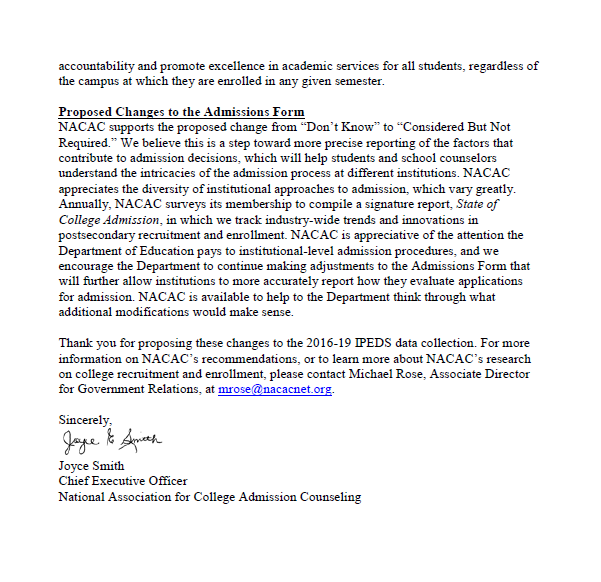 accountability and promote excellence in academic services for all students, regardless of
the campus at which they are enrolled in any given semester.
Proposed Changes to the Admissions Form
NACAC supports the proposed change from “Don’t Know” to “Considered But Not
Required.” We believe this is a step toward more precise reporting of the factors that
contribute to admission decisions, which will help students and school counselors
understand the intricacies of the admission process at different institutions. NACAC
appreciates the diversity of institutional approaches to admission, which vary greatly.
Annually, NACAC surveys its membership to compile a signature report, State of
College Admission, in which we track industry-wide trends and innovations in
postsecondary recruitment and enrollment. NACAC is appreciative of the attention the
Department of Education pays to institutional-level admission procedures, and we
encourage the Department to continue making adjustments to the Admissions Form that
will further allow institutions to more accurately report how they evaluate applications
for admission. NACAC is available to help to the Department think through what
additional modifications would make sense.
Thank you for proposing these changes to the 2016-19 IPEDS data collection. For more
information on NACAC’s recommendations, or to learn more about NACAC’s research
on college recruitment and enrollment, please contact Michael Rose, Associate Director
for Government Relations, at mrose@nacacnet.org.
Sincerely,
Joyce E Smith
Joyce Smith
Chief Executive Officer
National Association for College Admission Counseling